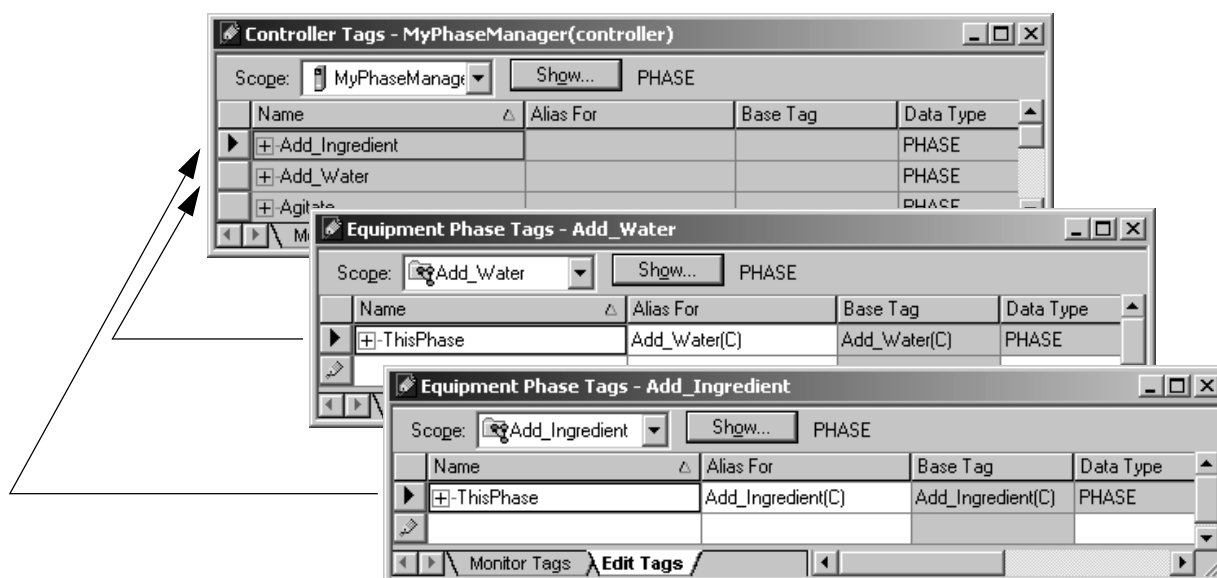 Controller Tags - MyPhaseManager(controller)
Scope: MyPhaseManage Show... PHASE
Name Alias For Base Tag Data Type
Add_Ingredient PHASE
Add_Water PHASE
Agitate PHASE
Equipment Phase Tags - Add_Water
Scope: Add_Water Show... PHASE
Name Alias For Base Tag Data Type
ThisPhase Add_Water(C) Add_Water(C) PHASE
Equipment Phase Tags - Add_Ingredient
Scope: Add_Ingredient Show... PHASE
Name Alias For Base Tag Data Type
ThisPhase Add_Ingredient(C) Add_Ingredient(C) PHASE
Monitor Tags Edit Tags